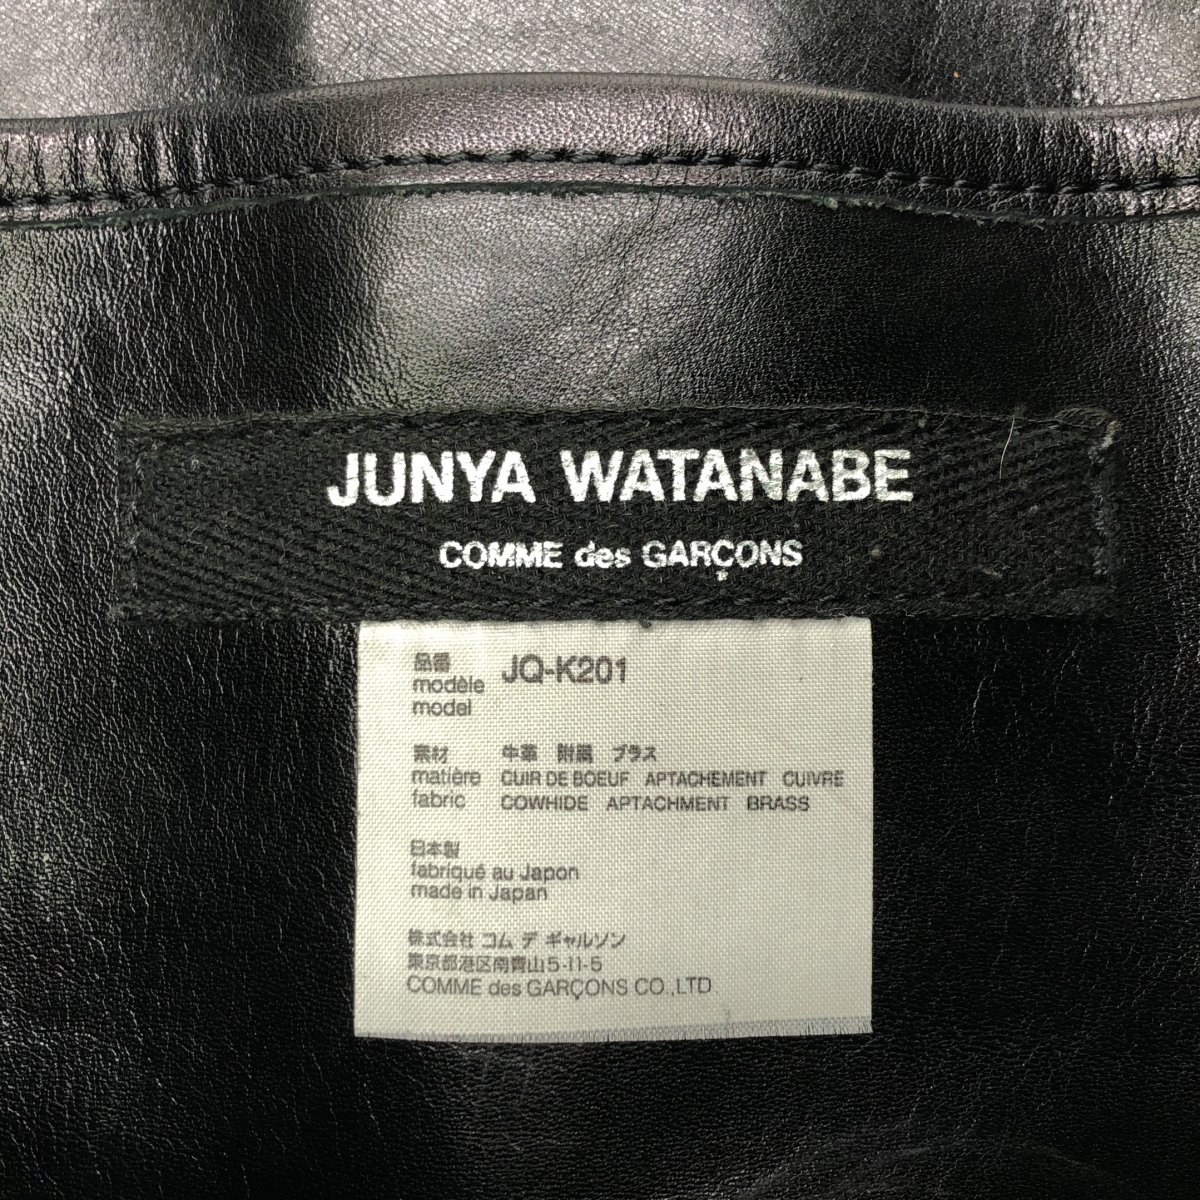 JUNYA WATANABE
COMME des GARÇONS
品番 JQ-K201
modèle
model
素材 牛革 附属 ブラス
matière CUIR DE BOEUF APTACHEMENT CUIVRE
fabric COWHIDE APTACHMENT BRASS
日本製
fabriqué au Japon
made in Japan
株式会社 コム デ ギャルソン
東京都港区南青山5-11-5
COMME des GARÇONS CO.,LTD.